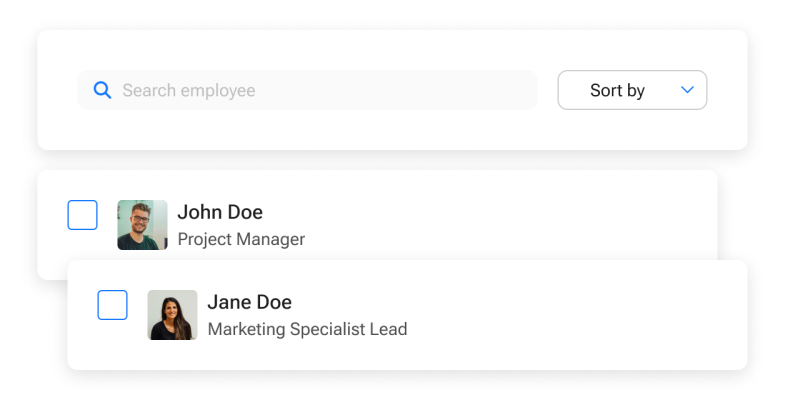 Search employee
Sort by
John Doe
Project Manager
Jane Doe
Marketing Specialist Lead